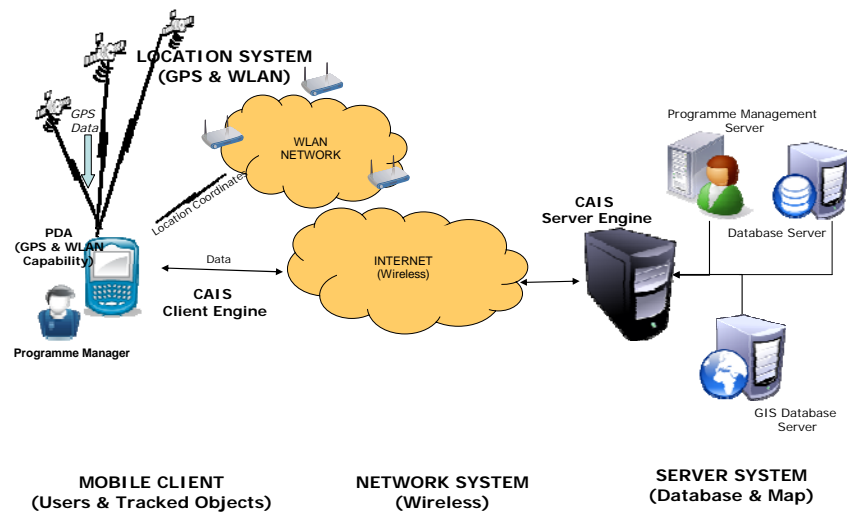 LOCATION SYSTEM
(GPS & WLAN)
GPS
Data
WLAN
NETWORK
Location Coordinates
PDA
(GPS & WLAN
Capability)
Programme Manager
Data
CAIS
Client Engine
INTERNET
(Wireless)
CAIS
Server Engine
Programme Management
Server
Database Server
GIS Database
Server
MOBILE CLIENT
(Users & Tracked Objects)
NETWORK SYSTEM
(Wireless)
SERVER SYSTEM
(Database & Map)